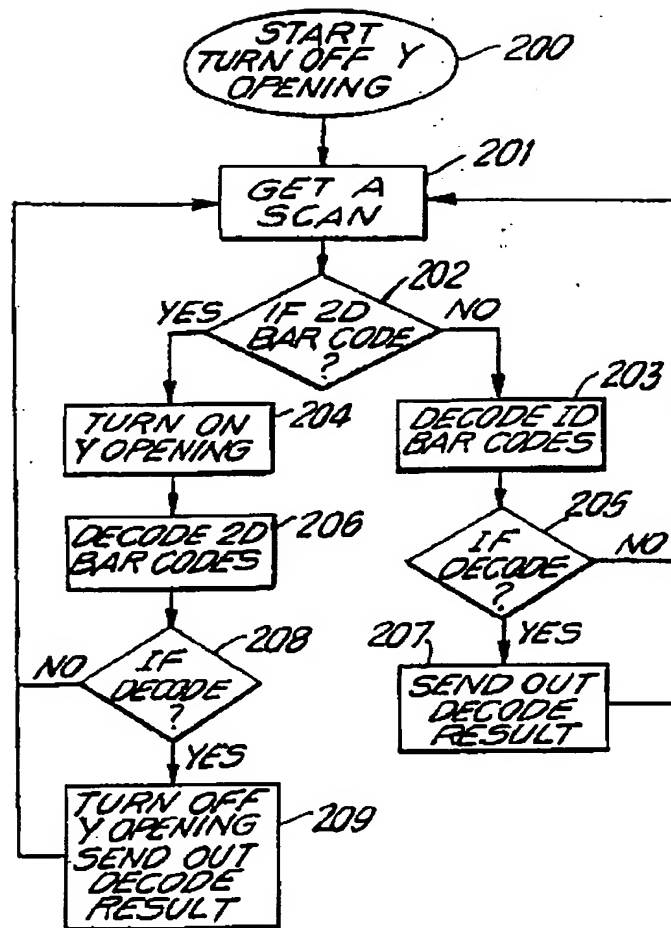 START
TURN OFF Y
OPENING
200
201
GET A
SCAN
202
YES
IF 2D
BAR CODE
?
NO
203
204
TURN ON
Y OPENING
DECODE 1D
BAR CODES
205
206
DECODE 2D
BAR CODES
IF
DECODE
?
NO
208
NO
IF
DECODE
?
YES
207
SEND OUT
DECODE
RESULT
YES
209
TURN OFF
Y OPENING
SEND OUT
DECODE
RESULT